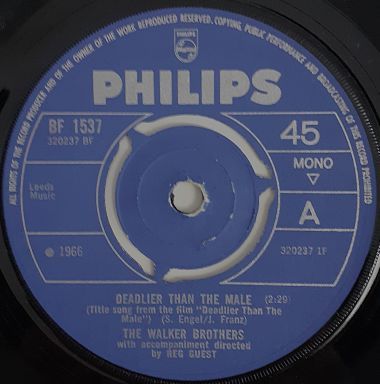 ALL RIGHTS OF THE RECORD PRODUCER AND OF THE OWNER OF THE WORK REPRODUCED RESERVED. COPYING, PUBLIC PERFORMANCE AND BROADCASTING OF THIS RECORD PROHIBITED
PHILIPS
PHILIPS
BF 1537
320237 BF
45
MONO
Leeds
Music
A
℗ 1966
320237 1F
DEADLIER THAN THE MALE (2:29)
(Title song from the film "Deadlier Than The
Male") (S. Engel/J. Franz)
THE WALKER BROTHERS
with accompaniment directed
by REG GUEST